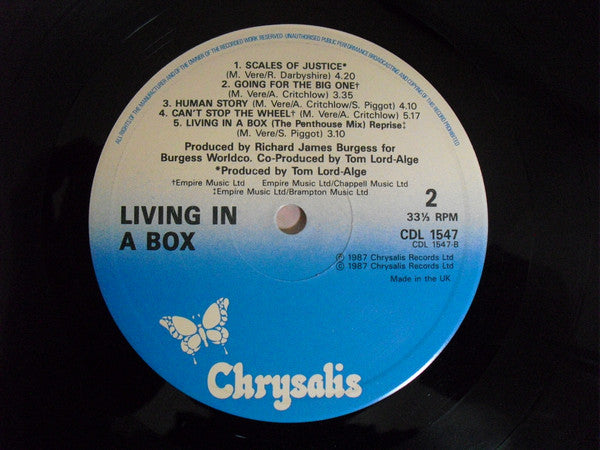 ALL RIGHTS OF THE MANUFACTURER AND OF THE OWNER OF THE RECORDED WORK RESERVED · UNAUTHORISED PUBLIC PERFORMANCE BROADCASTING AND COPYING OF THIS RECORD PROHIBITED
1. SCALES OF JUSTICE*
(M. Vere/R. Darbyshire) 4.20
2. GOING FOR THE BIG ONE†
(M. Vere/A. Critchlow) 3.35
3. HUMAN STORY (M. Vere/A. Critchlow/S. Piggot) 4.10
4. CAN'T STOP THE WHEEL† (M. Vere/A. Critchlow) 5.17
5. LIVING IN A BOX (The Penthouse Mix) Reprise‡
(M. Vere/S. Piggot) 3.10
Produced by Richard James Burgess for
Burgess Worldco. Co-Produced by Tom Lord-Alge
*Produced by Tom Lord-Alge
†Empire Music Ltd Empire Music Ltd/Chappell Music Ltd
‡Empire Music Ltd/Brampton Music Ltd
LIVING IN
A BOX
2
33⅓ RPM
CDL 1547
CDL 1547-B
℗ 1987 Chrysalis Records Ltd
© 1987 Chrysalis Records Ltd
Made in the UK
Chrysalis